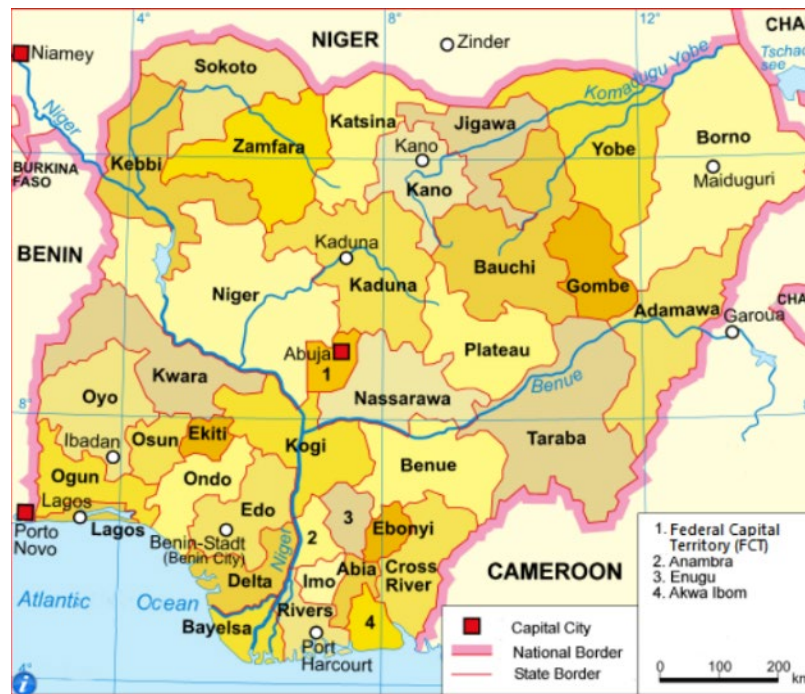 4°
8°
12°
NIGER
Zinder
CHA
Tschad
see
Niamey
Sokoto
Komadugu Yobe
Niger
Katsina
Jigawa
Kebbi
Zamfara
Kano
Kano
Yobe
Borno
Maiduguri
BURKINA
FASO
BENIN
Kaduna
Kaduna
Bauchi
Gombe
Niger
Adamawa
CHA
Garoua
Plateau
Abuja
1
Kwara
Nassarawa
Benue
Oyo
8°
8°
Taraba
Ibadan
Osun
Ekiti
Kogi
Benue
Ogun
Ondo
Edo
3
Lagos
Lagos
Porto
Novo
Benin-Stadt
(Benin City)
Niger
2
Ebonyi
Imo
Abia
Cross
River
Delta
CAMEROON
Atlantic Ocean
Bayelsa
Rivers
4
Port
Harcourt
4°
i
1. Federal Capital
Territory (FCT)
2. Anambra
3. Enugu
4. Akwa Ibom
Capital City
National Border
State Border
0 100 200 km